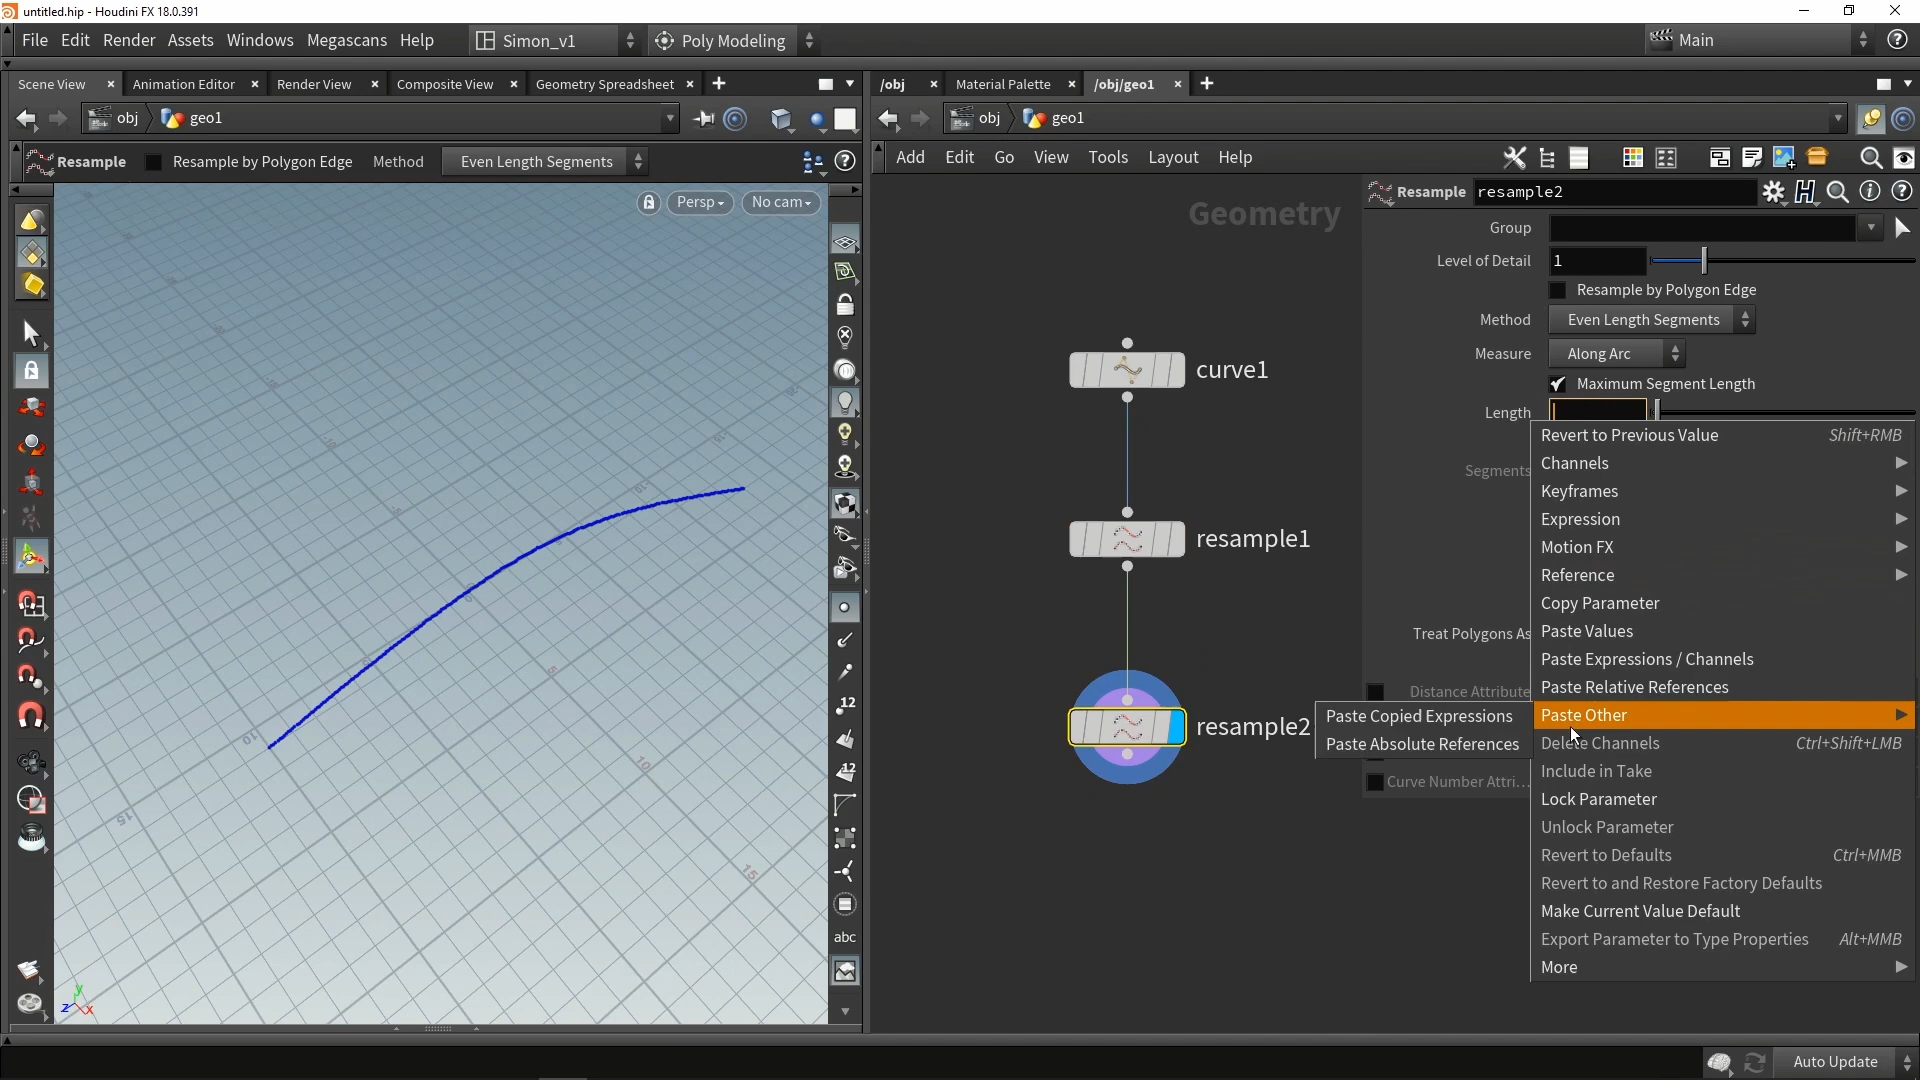 untitled.hip - Houdini FX 18.0.391
File Edit Render Assets Windows Megascans Help Simon_v1 Poly Modeling Main
Scene View Animation Editor Render View Composite View Geometry Spreadsheet
/obj Material Palette /obj/geo1
obj geo1
obj geo1
Resample Resample by Polygon Edge Method Even Length Segments
Add Edit Go View Tools Layout Help
Persp No cam
Geometry
Resample resample2
Group
Level of Detail 1
Resample by Polygon Edge
Method Even Length Segments
Measure Along Arc
Maximum Segment Length
Length
Segments
Treat Polygons As
Distance Attribute
Curve Number Attri...
curve1
resample1
resample2
Revert to Previous Value Shift+RMB
Channels
Keyframes
Expression
Motion FX
Reference
Copy Parameter
Paste Values
Paste Expressions / Channels
Paste Relative References
Paste Other
Delete Channels Ctrl+Shift+LMB
Include in Take
Lock Parameter
Unlock Parameter
Revert to Defaults Ctrl+MMB
Revert to and Restore Factory Defaults
Make Current Value Default
Export Parameter to Type Properties Alt+MMB
More
Paste Copied Expressions
Paste Absolute References
12
12
abc
10
15
5
10
15
y
z x
Auto Update